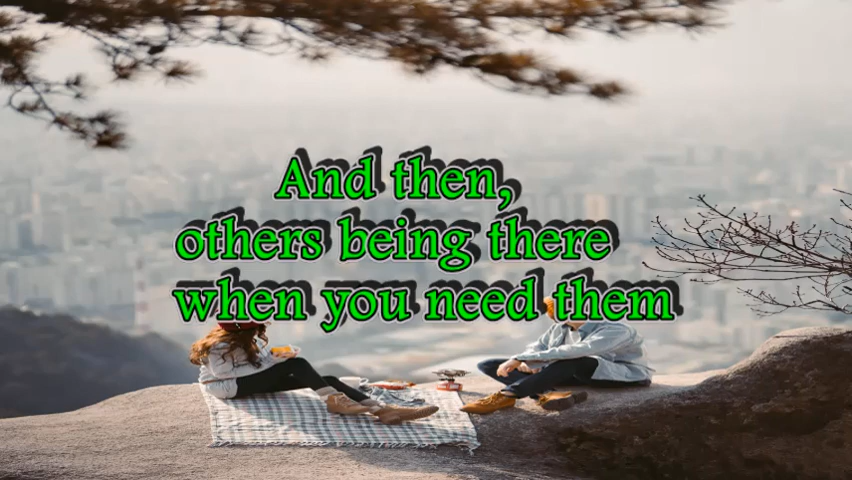 And then,
others being there
when you need them